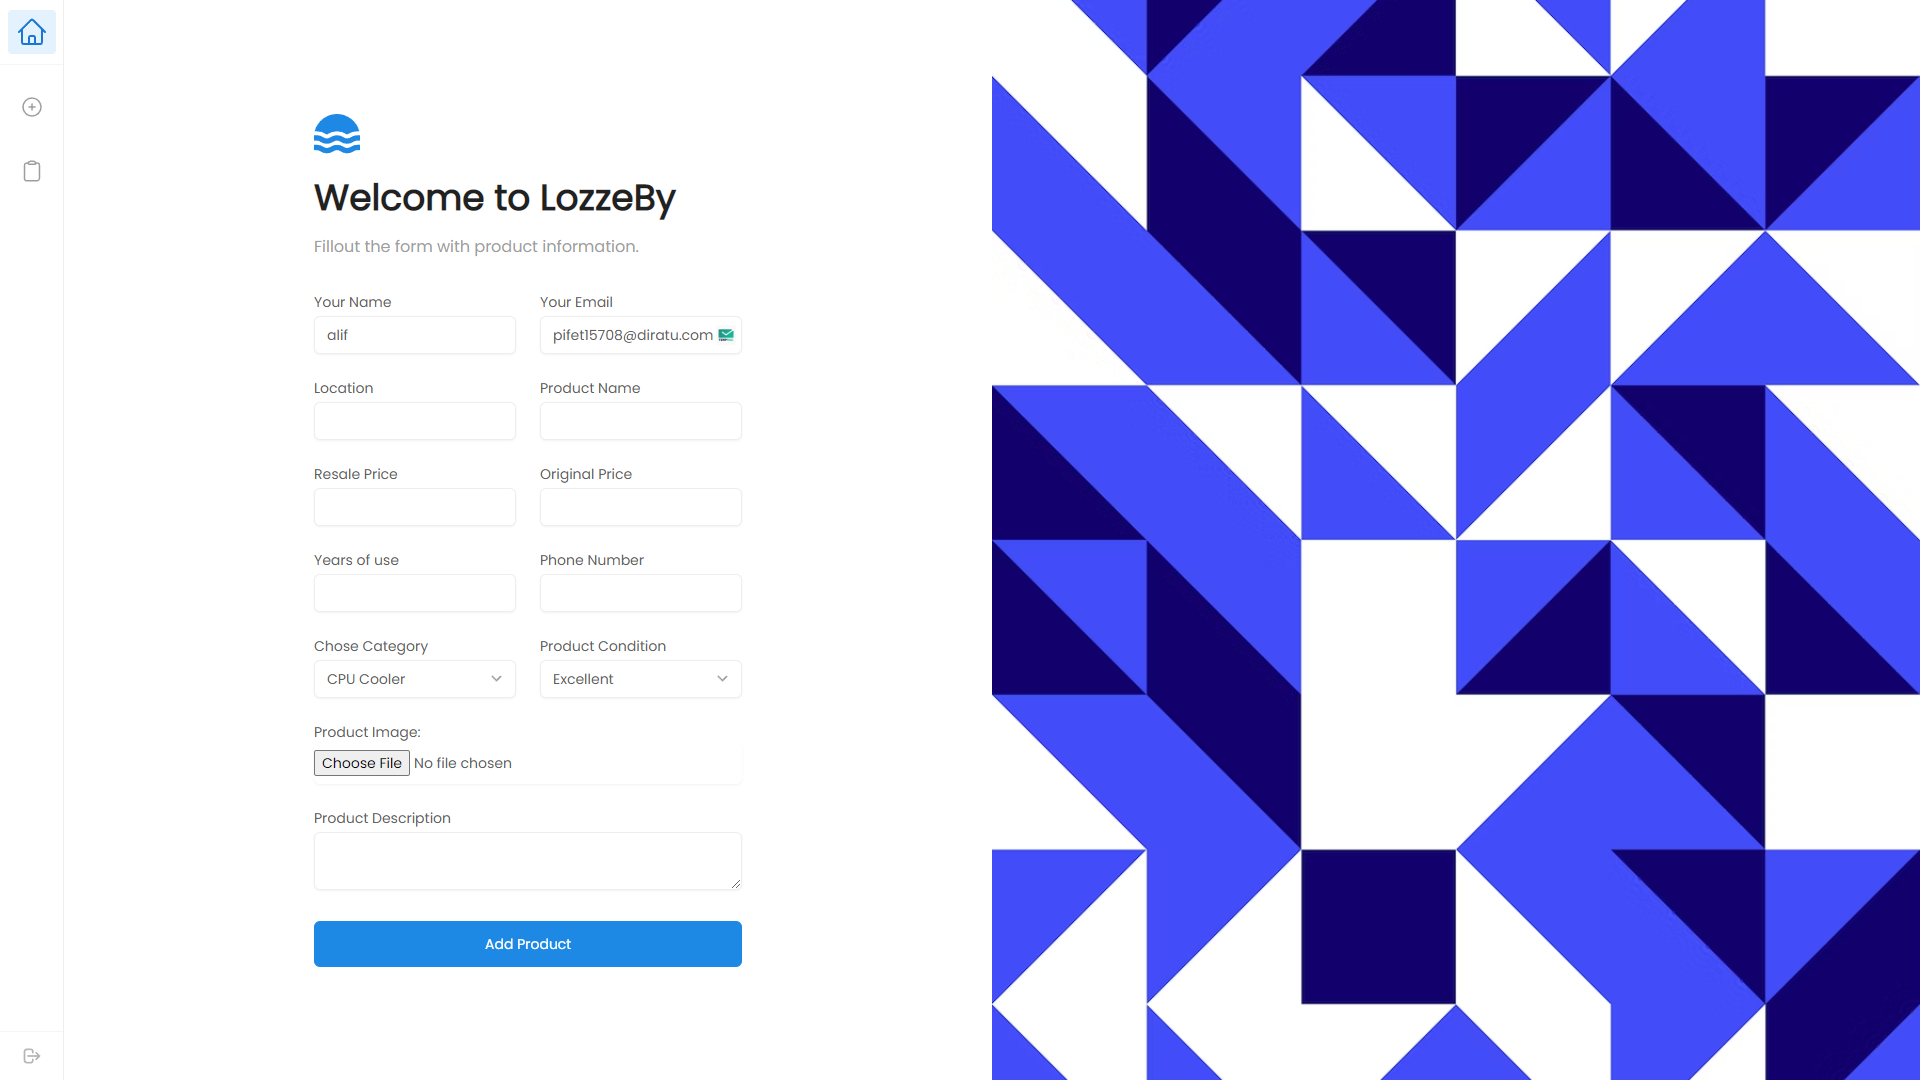 Welcome to LozzeBy
Fillout the form with product information.
Your Name
Your Email
alif
pifet15708@diratu.com
Location
Product Name
Resale Price
Original Price
Years of use
Phone Number
Chose Category
Product Condition
CPU Cooler
Excellent
Product Image:
Choose File No file chosen
Product Description
Add Product